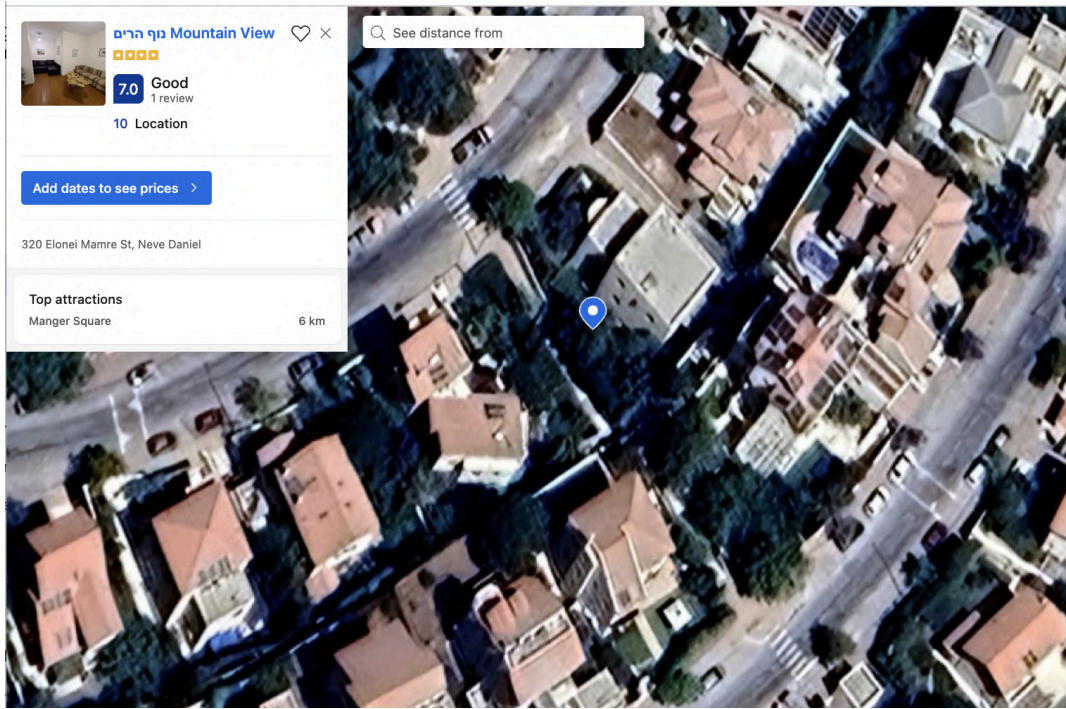 נוף הרים Mountain View
7.0
Good
1 review
10 Location
Add dates to see prices
320 Elonei Mamre St, Neve Daniel
Top attractions
Manger Square 6 km
See distance from